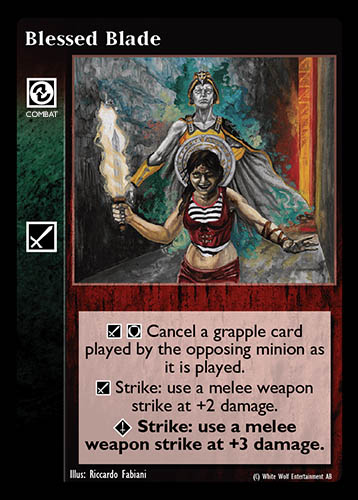 Blessed Blade
COMBAT
Cancel a grapple card
played by the opposing minion as
it is played.
Strike: use a melee weapon
strike at +2 damage.
Strike: use a melee
weapon strike at +3 damage.
Illus: Riccardo Fabiani (C) White Wolf Entertainment AB